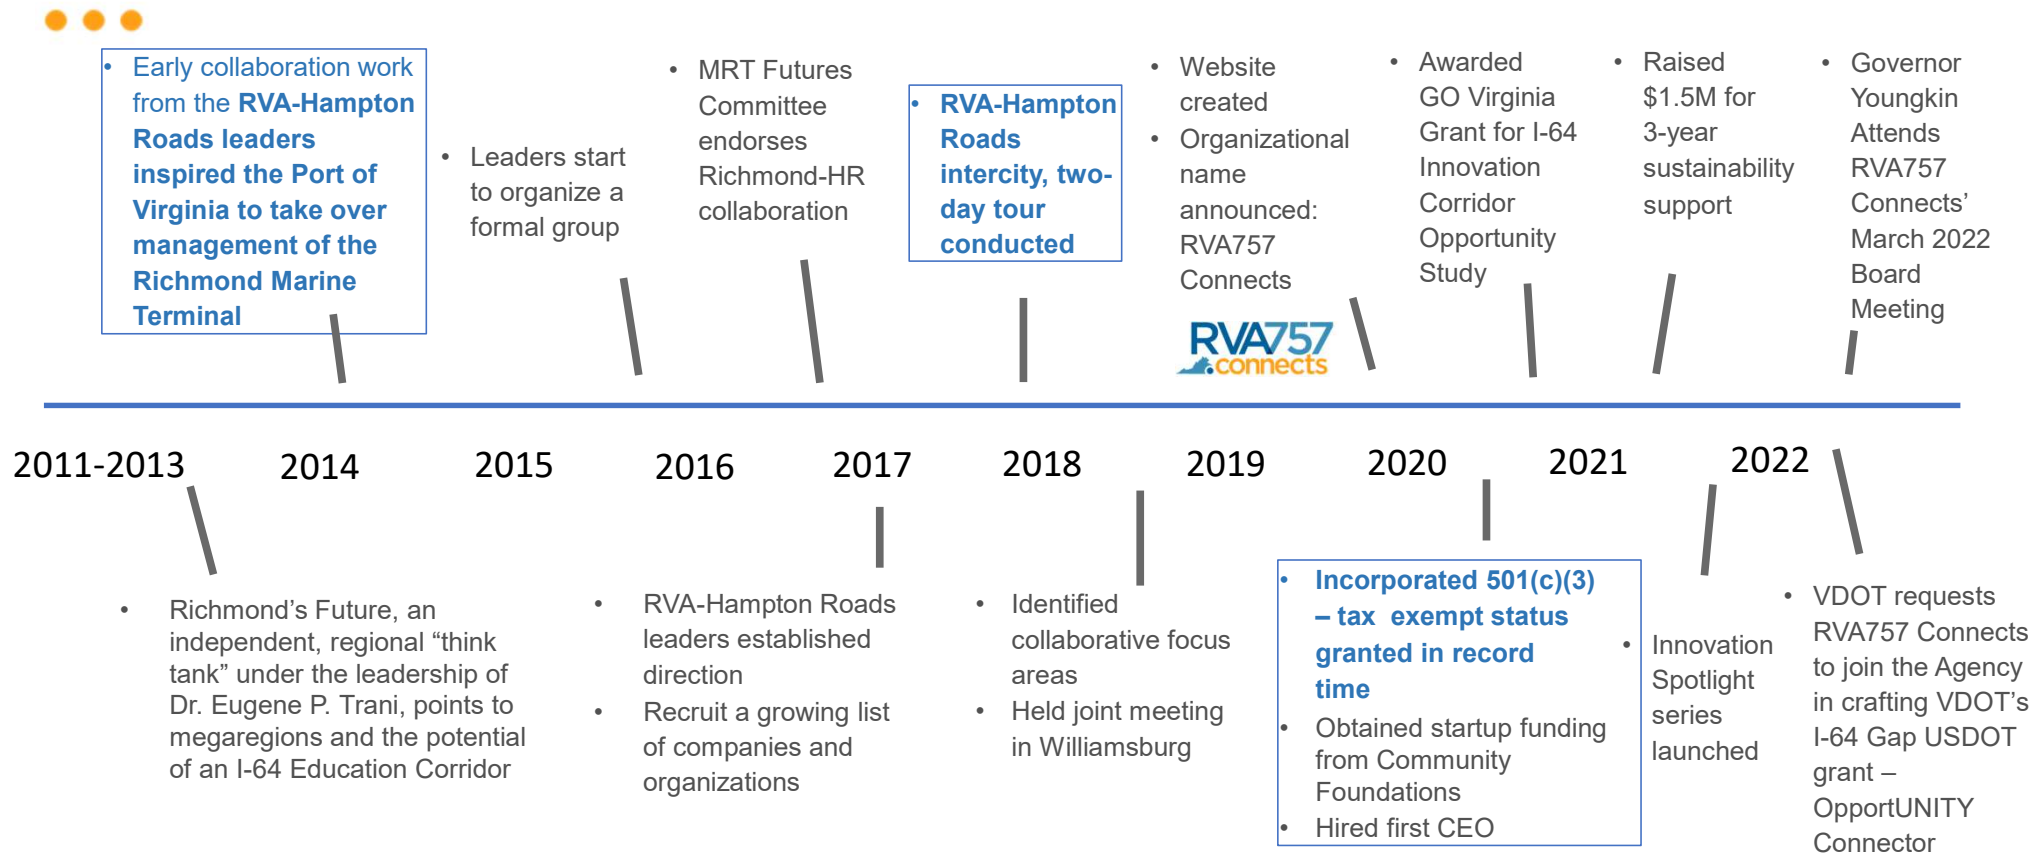 • Early collaboration work
from the RVA-Hampton
Roads leaders
inspired the Port of
Virginia to take over
management of the
Richmond Marine
Terminal
• Leaders start
to organize a
formal group
• MRT Futures
Committee
endorses
Richmond-HR
collaboration
• RVA-Hampton
Roads
intercity, two-
day tour
conducted
• Website
created
• Organizational
name
announced:
RVA757
Connects
RVA757
connects
• Awarded
GO Virginia
Grant for I-64
Innovation
Corridor
Opportunity
Study
• Raised
$1.5M for
3-year
sustainability
support
• Governor
Youngkin
Attends
RVA757
Connects’
March 2022
Board
Meeting
2011-2013 2014 2015 2016 2017 2018 2019 2020 2021 2022
• Richmond’s Future, an
independent, regional “think
tank” under the leadership of
Dr. Eugene P. Trani, points to
megaregions and the potential
of an I-64 Education Corridor
• RVA-Hampton Roads
leaders established
direction
• Recruit a growing list
of companies and
organizations
• Identified
collaborative focus
areas
• Held joint meeting
in Williamsburg
• Incorporated 501(c)(3)
– tax exempt status
granted in record
time
• Obtained startup funding
from Community
Foundations
• Hired first CEO
• Innovation
Spotlight
series
launched
• VDOT requests
RVA757 Connects
to join the Agency
in crafting VDOT’s
I-64 Gap USDOT
grant –
OpportUNITY
Connector